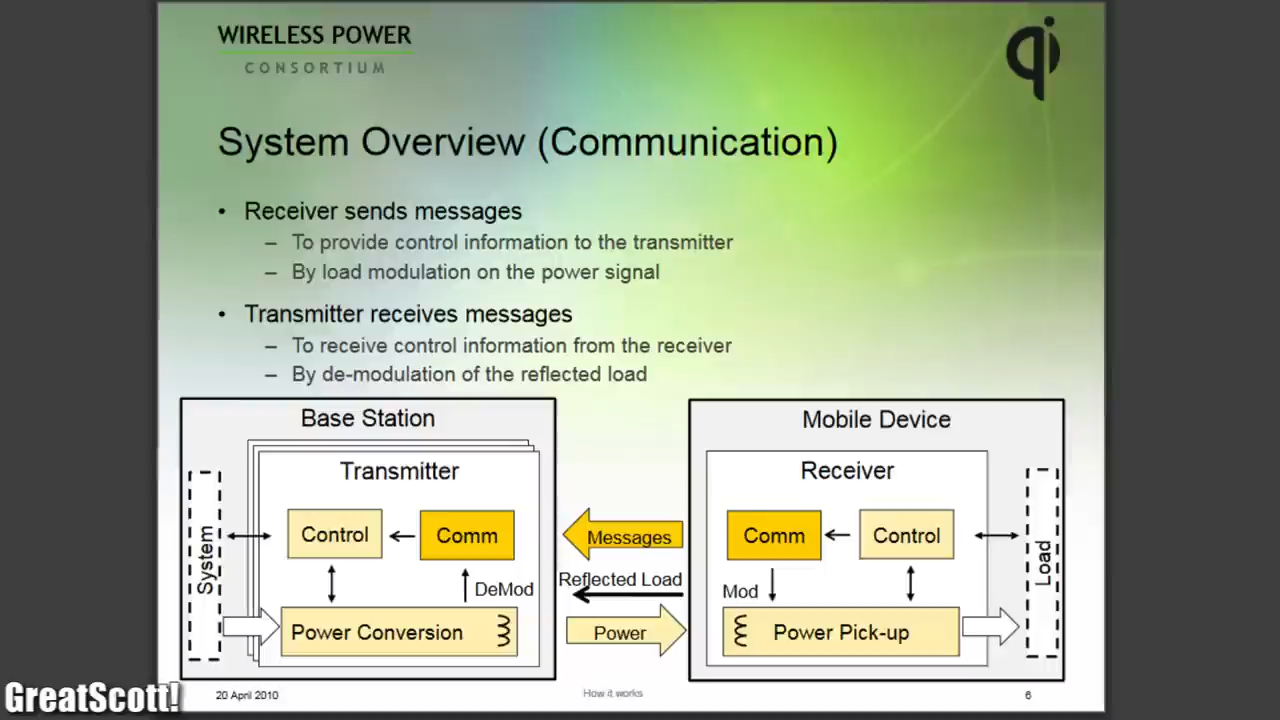 WIRELESS POWER
CONSORTIUM
qi
System Overview (Communication)
• Receiver sends messages
– To provide control information to the transmitter
– By load modulation on the power signal
• Transmitter receives messages
– To receive control information from the receiver
– By de-modulation of the reflected load
Base Station
Mobile Device
Transmitter
Receiver
System
Control
Comm
Messages
Comm
Control
Load
Reflected Load
DeMod
Mod
Power Conversion
Power
Power Pick-up
GreatScott!
20 April 2010
How it works
6